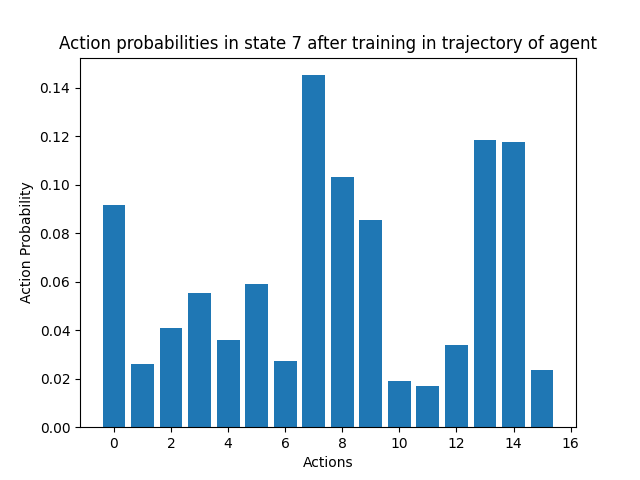 Action probabilities in state 7 after training in trajectory of agent
0.14
0.12
0.10
0.08
0.06
0.04
0.02
0.00
Action Probability
0 2 4 6 8 10 12 14 16
Actions